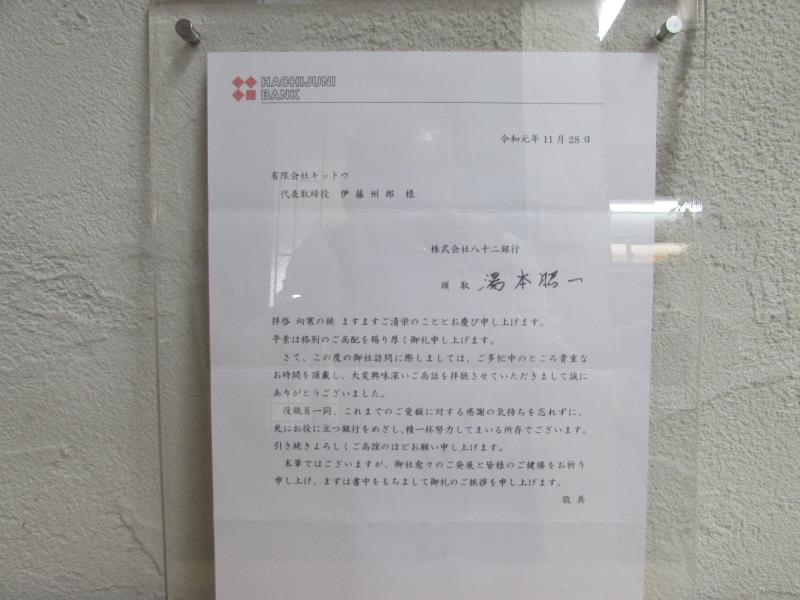 HACHIJUNI
BANK
令和元年11月28日
有限会社キットウ
代表取締役 伊藤州郎 様
株式会社八十二銀行
頭取 湯本昭一
拝啓 向寒の候 ますますご清栄のこととお慶び申し上げます。
平素は格別のご高配を賜り厚く御礼申し上げます。
さて、この度の御社訪問に際しましては、ご多忙中のところ貴重な
お時間を頂戴し、大変興味深いご高話を拝聴させていただきまして誠に
ありがとうございました。
役職員一同、これまでのご愛顧に対する感謝の気持ちを忘れずに、
更にお役に立つ銀行をめざし、精一杯努力してまいる所存でございます。
引き続きよろしくご高誼のほどお願い申し上げます。
末筆ではございますが、御社愈々のご発展と皆様のご健勝をお祈り
申し上げ、まずは書中をもちまして御礼のご挨拶を申し上げます。
敬具